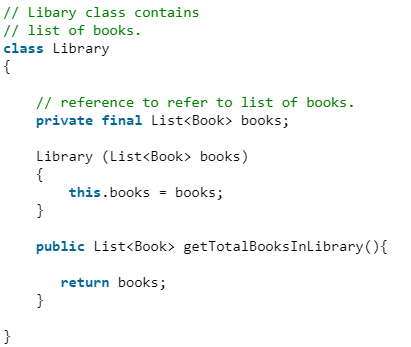 // Libary class contains
// list of books.
class Library
{
// reference to refer to list of books.
private final List<Book> books;
Library (List<Book> books)
{
this.books = books;
}
public List<Book> getTotalBooksInLibrary(){
return books;
}
}